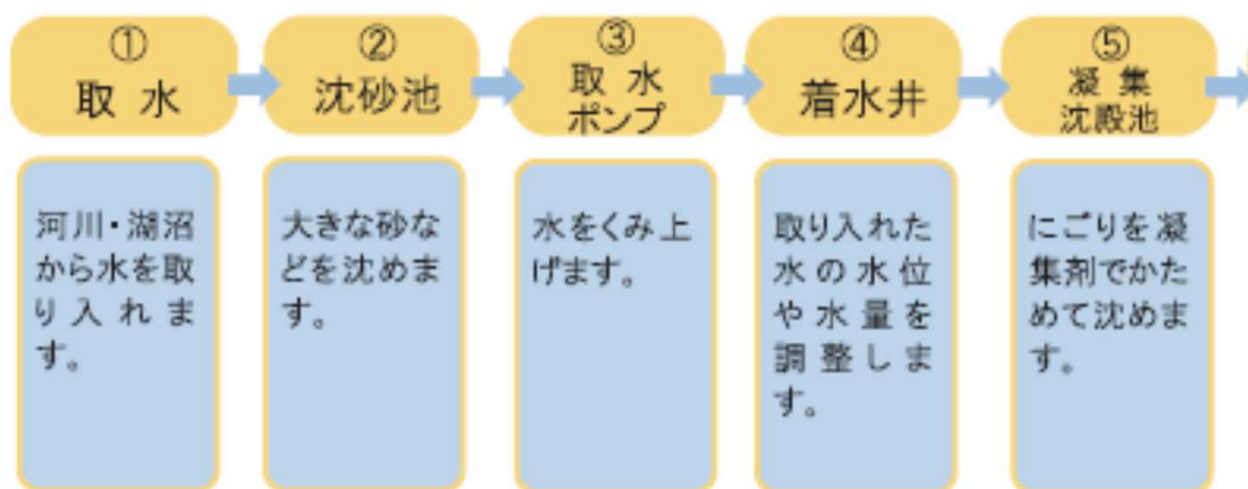 ①
取水
②
沈砂池
③
取水
ポンプ
④
着水井
⑤
凝集
沈殿池
河川・湖沼
から水を取
り入れま
す。
大きな砂な
どを沈めま
す。
水をくみ上
げます。
取り入れた
水の水位
や水量を
調整しま
す。
にごりを凝
集剤でかた
めて沈めま
す。